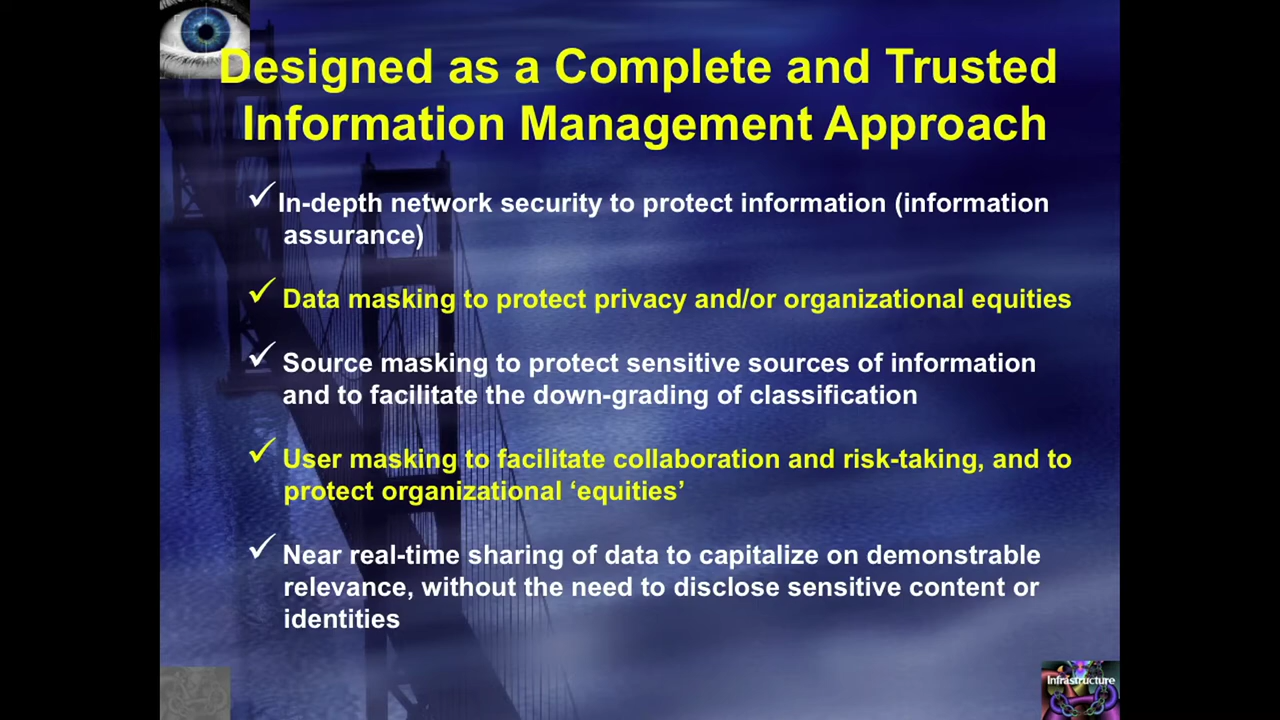 Designed as a Complete and Trusted
Information Management Approach
✓In-depth network security to protect information (information
assurance)
✓ Data masking to protect privacy and/or organizational equities
✓ Source masking to protect sensitive sources of information
and to facilitate the down-grading of classification
✓ User masking to facilitate collaboration and risk-taking, and to
protect organizational ‘equities’
✓ Near real-time sharing of data to capitalize on demonstrable
relevance, without the need to disclose sensitive content or
identities
Infrastructure